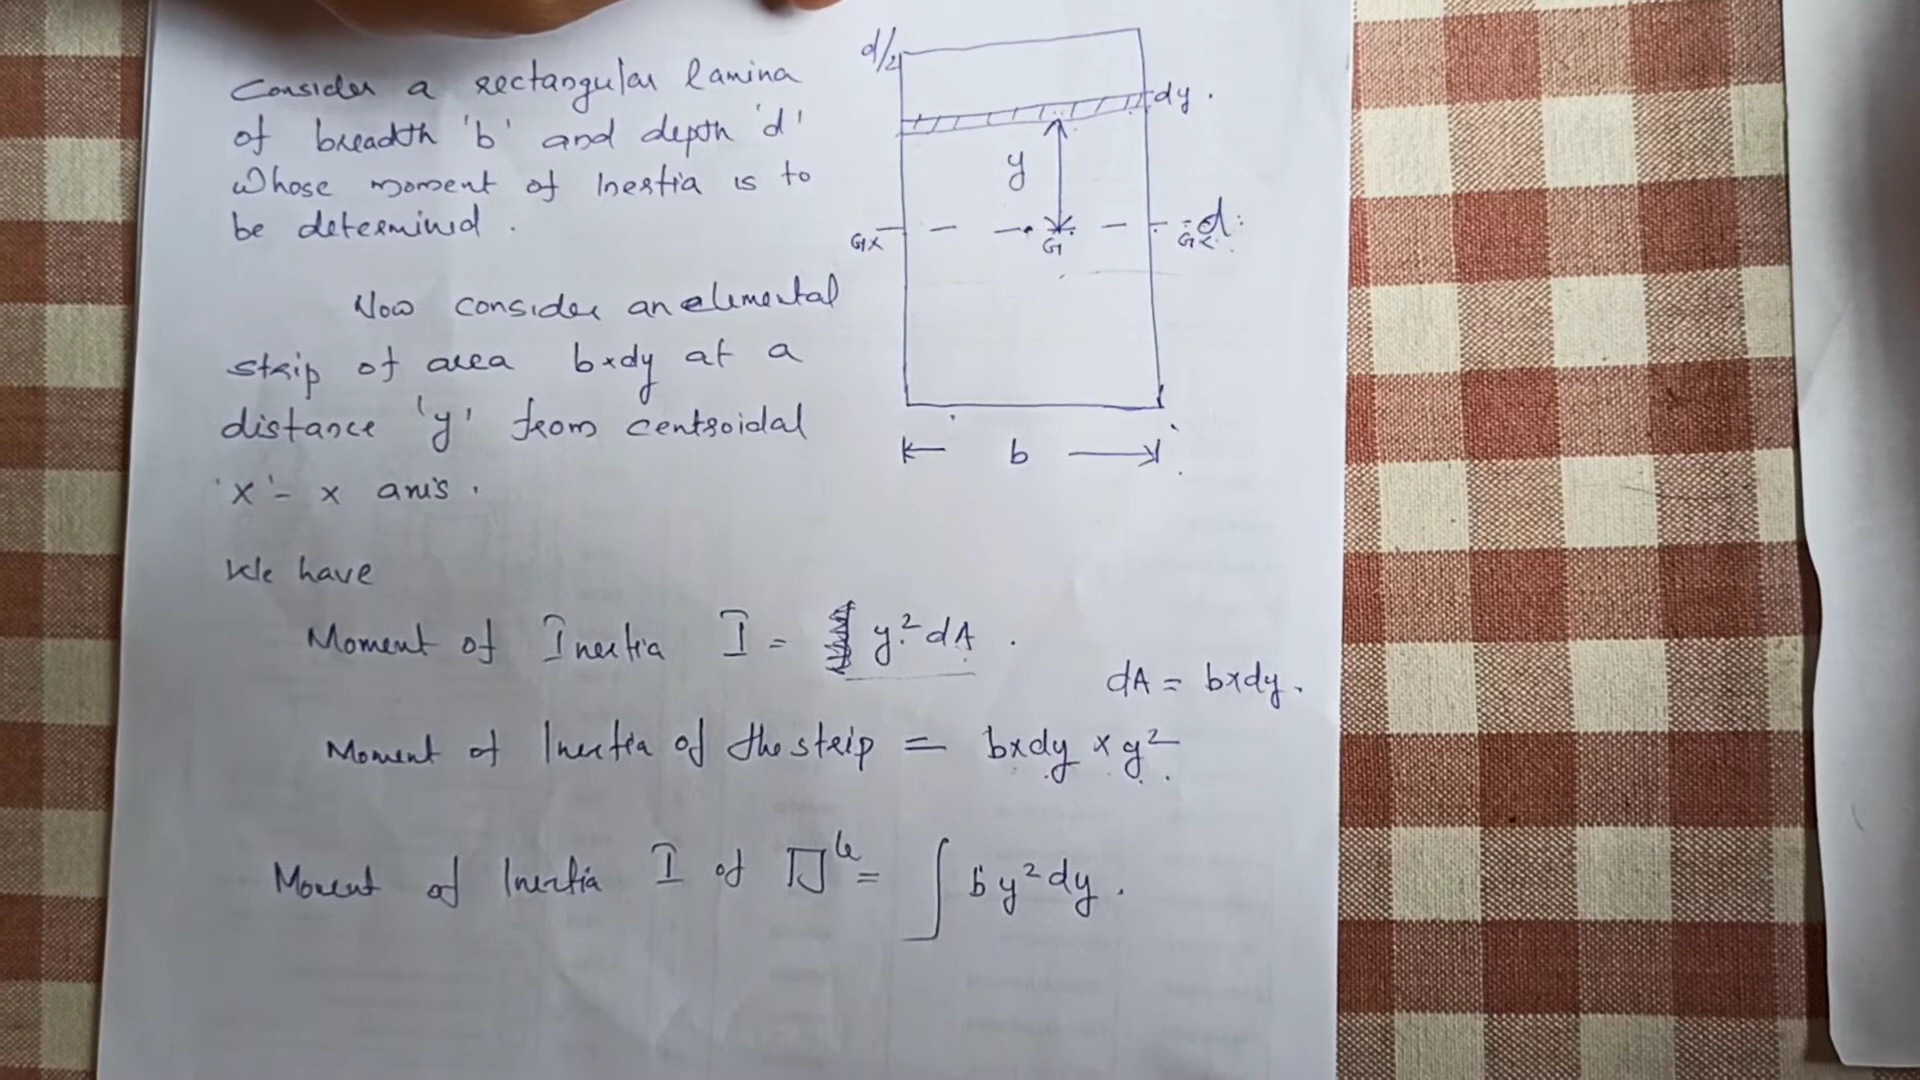 Consider a rectangular lamina
of breadth 'b' and depth 'd'
Whose moment of Inertia is to
be determined.
Now consider an elemental
strip of area b×dy at a
distance 'y' from centroidal
'x'- x axis.
We have
Moment of Inertia I = y² dA.
dA = b×dy.
Moment of Inertia of the strip = b×dy × y²
Moment of Inertia I of = ∫ b y² dy.
d/2
dy.
y
Gx
G
d
b